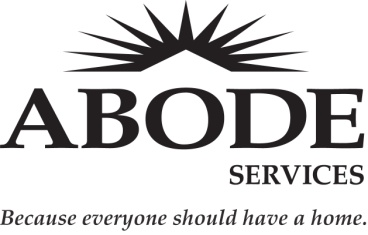 ABODE
SERVICES
Because everyone should have a home.